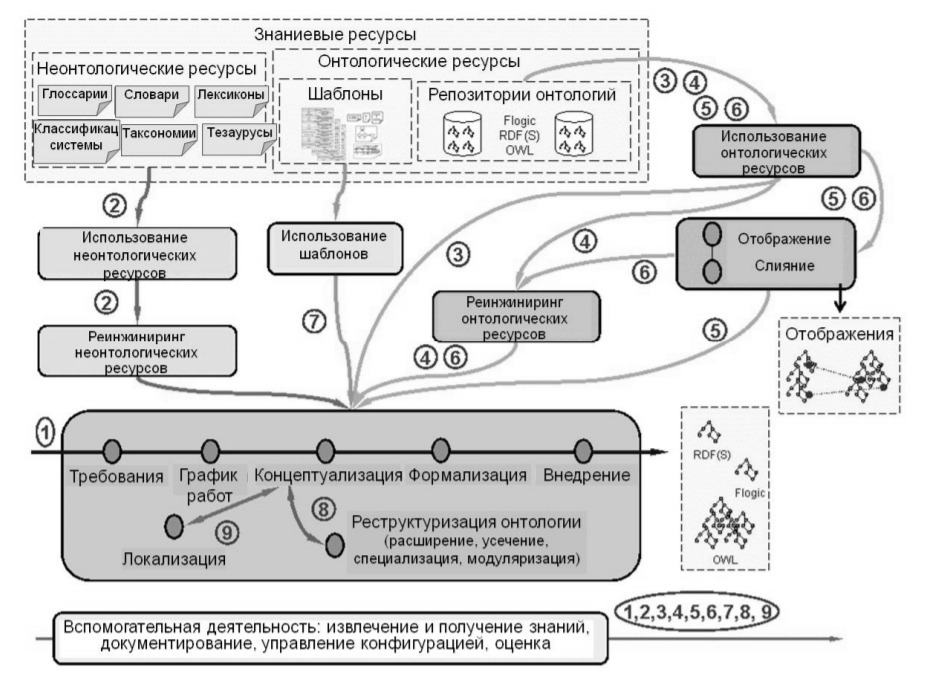 Знаниевые ресурсы
Неонтологические ресурсы
Глоссарии
Словари
Лексиконы
Классификац
системы
Таксономии
Тезаурусы
Онтологические ресурсы
Шаблоны
Репозитории онтологий
Flogic
RDF(S)
OWL
3 4
5 6
Использование
онтологических
ресурсов
2
5 6
Использование
неонтологических
ресурсов
Использование
шаблонов
3
4
6
Отображение
Слияние
2
7
Реинжиниринг
неонтологических
ресурсов
Реинжиниринг
онтологических
ресурсов
4 6
5
Отображения
1
Требования
График
работ
Концептуализация
Формализация
Внедрение
9
8
Локализация
Реструктуризация онтологии
(расширение, усечение,
специализация, модуляризация)
RDF(S)
Flogic
OWL
1,2,3,4,5,6,7,8, 9
Вспомогательная деятельность: извлечение и получение знаний,
документирование, управление конфигурацией, оценка